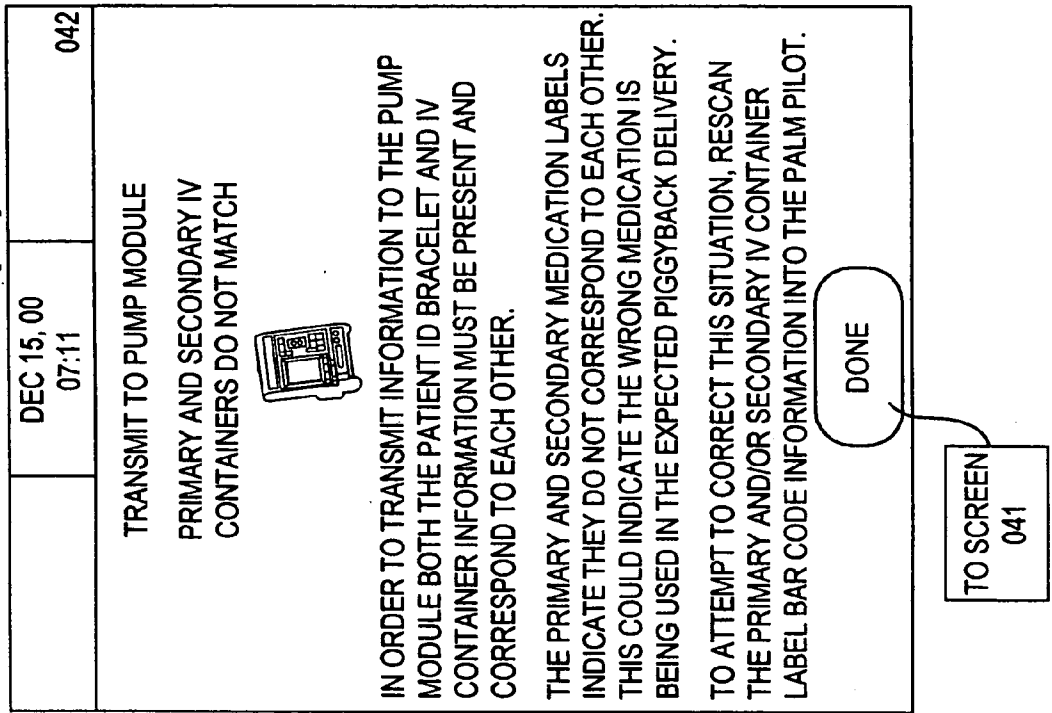 DEC 15, 00
07:11
042
TRANSMIT TO PUMP MODULE
PRIMARY AND SECONDARY IV
CONTAINERS DO NOT MATCH
IN ORDER TO TRANSMIT INFORMATION TO THE PUMP
MODULE BOTH THE PATIENT ID BRACELET AND IV
CONTAINER INFORMATION MUST BE PRESENT AND
CORRESPOND TO EACH OTHER.
THE PRIMARY AND SECONDARY MEDICATION LABELS
INDICATE THEY DO NOT CORRESPOND TO EACH OTHER.
THIS COULD INDICATE THE WRONG MEDICATION IS
BEING USED IN THE EXPECTED PIGGYBACK DELIVERY.
TO ATTEMPT TO CORRECT THIS SITUATION, RESCAN
THE PRIMARY AND/OR SECONDARY IV CONTAINER
LABEL BAR CODE INFORMATION INTO THE PALM PILOT.
DONE
TO SCREEN
041